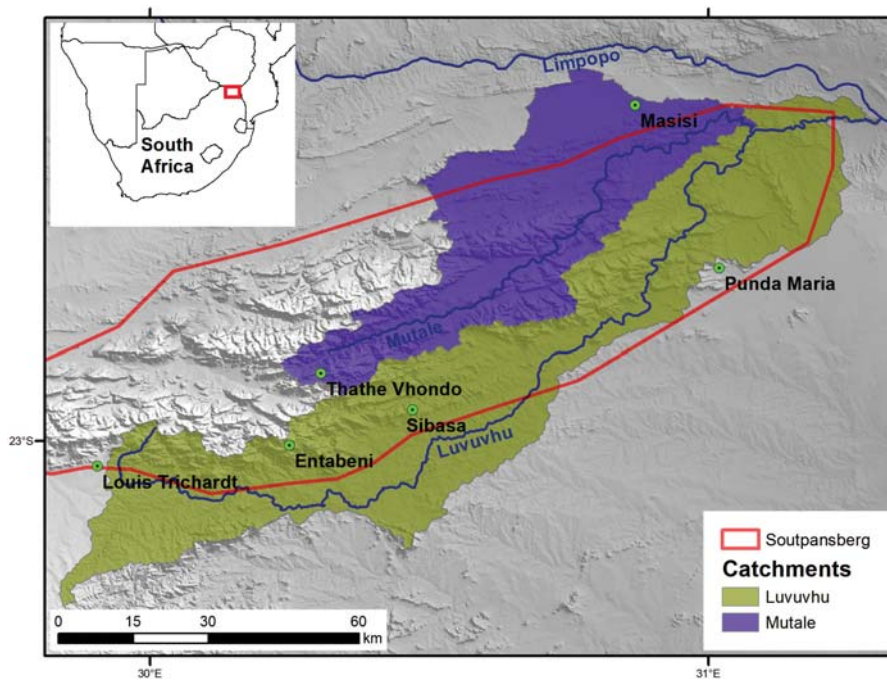 South
Africa
Limpopo
Masisi
Punda Maria
Mutale
Thathe Vhondo
Sibasa
Luvuvhu
Entabeni
Louis Trichardt
23°S
Soutpansberg
Catchments
Luvuvhu
Mutale
0 15 30 60
km
30°E 31°E